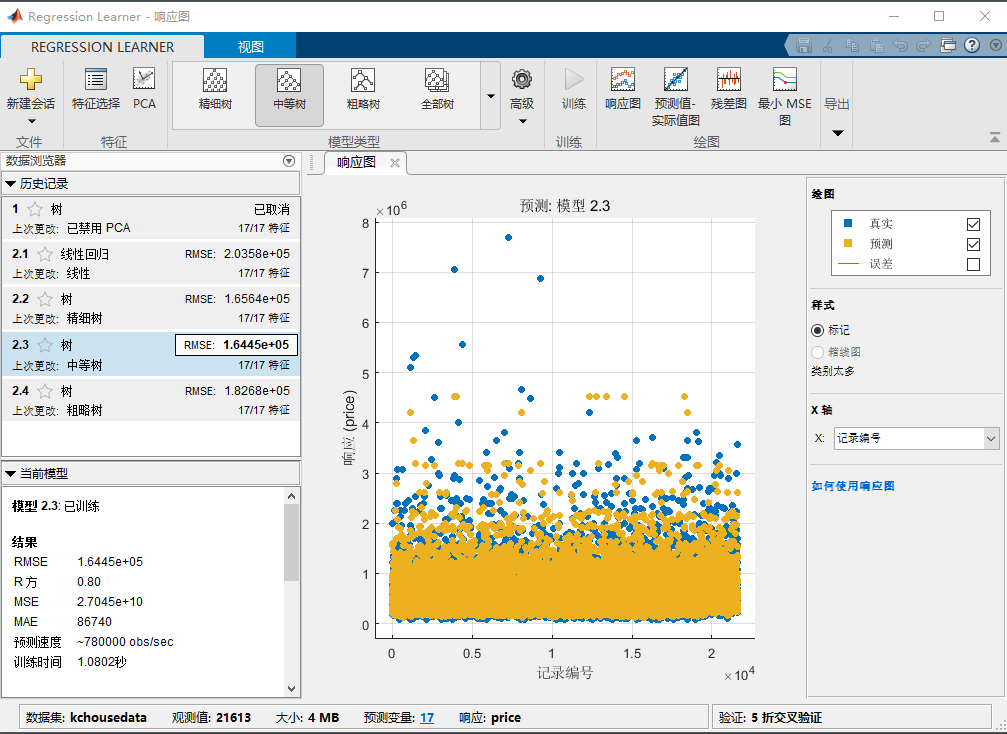 Regression Learner - 响应图
REGRESSION LEARNER 视图
新建会话 特征选择 PCA 精细树 中等树 粗略树 全部树 高级 训练 响应图 预测值-实际值图 残差图 最小 MSE 图 导出
文件 特征 模型类型 训练 绘图
数据浏览器
历史记录
1 树 已取消
上次更改: 已禁用 PCA 17/17 特征
2.1 线性回归 RMSE: 2.0358e+05
上次更改: 线性 17/17 特征
2.2 树 RMSE: 1.6564e+05
上次更改: 精细树 17/17 特征
2.3 树 RMSE: 1.6445e+05
上次更改: 中等树 17/17 特征
2.4 树 RMSE: 1.8268e+05
上次更改: 粗略树 17/17 特征
当前模型
模型 2.3: 已训练
结果
RMSE 1.6445e+05
R 方 0.80
MSE 2.7045e+10
MAE 86740
预测速度 ~780000 obs/sec
训练时间 1.0802秒
响应图
预测: 模型 2.3
×10^6
8
7
6
5
4
3
2
1
0
响应 (price)
0 0.5 1 1.5 2
记录编号
×10^4
绘图
真实
预测
误差
样式
标记
箱线图
类别太多
X 轴
X: 记录编号
如何使用响应图
数据集: kchousedata 观测值: 21613 大小: 4 MB 预测变量: 17 响应: price 验证: 5 折交叉验证